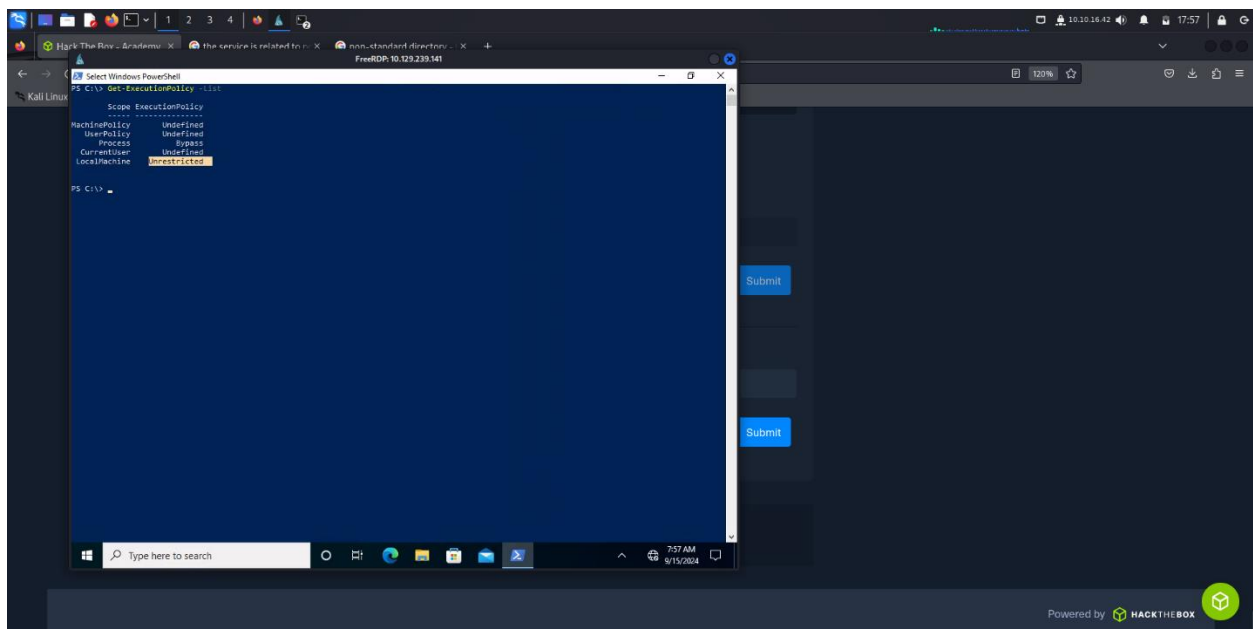 1 2 3 4
10.10.16.42
17:57
Hack The Box - Academy
the service is related to
non-standard directory -
FreeRDP: 10.129.239.141
120%
Kali Linux
Select Windows PowerShell
PS C:\> Get-ExecutionPolicy -List
Scope ExecutionPolicy
----- ---------------
MachinePolicy Undefined
UserPolicy Undefined
Process Bypass
CurrentUser Undefined
LocalMachine Unrestricted
PS C:\> _
Submit
Submit
Type here to search
7:57 AM
9/15/2024
Powered by HACKTHEBOX